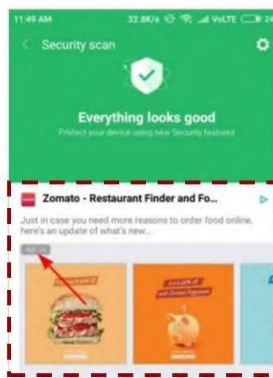 11:49 AM
32.8K/s
VoLTE
24
Security scan
Everything looks good
Protect your device using new Security features
Zomato - Restaurant Finder and Fo...
Just in case you need more reasons to order food online,
here's an update of what's new...